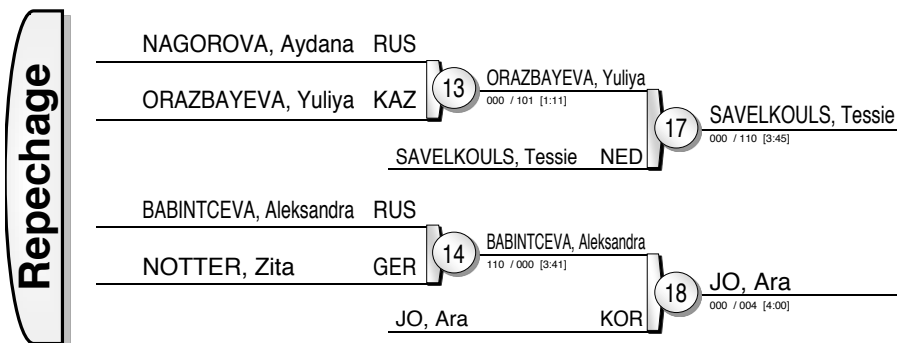 Repechage
NAGOROVA, Aydana RUS
ORAZBAYEVA, Yuliya KAZ
13
ORAZBAYEVA, Yuliya
000 / 101 [1:11]
SAVELKOULS, Tessie NED
17
SAVELKOULS, Tessie
000 / 110 [3:45]
BABINTCEVA, Aleksandra RUS
NOTTER, Zita GER
14
BABINTCEVA, Aleksandra
110 / 000 [3:41]
JO, Ara KOR
18
JO, Ara
000 / 004 [4:00]